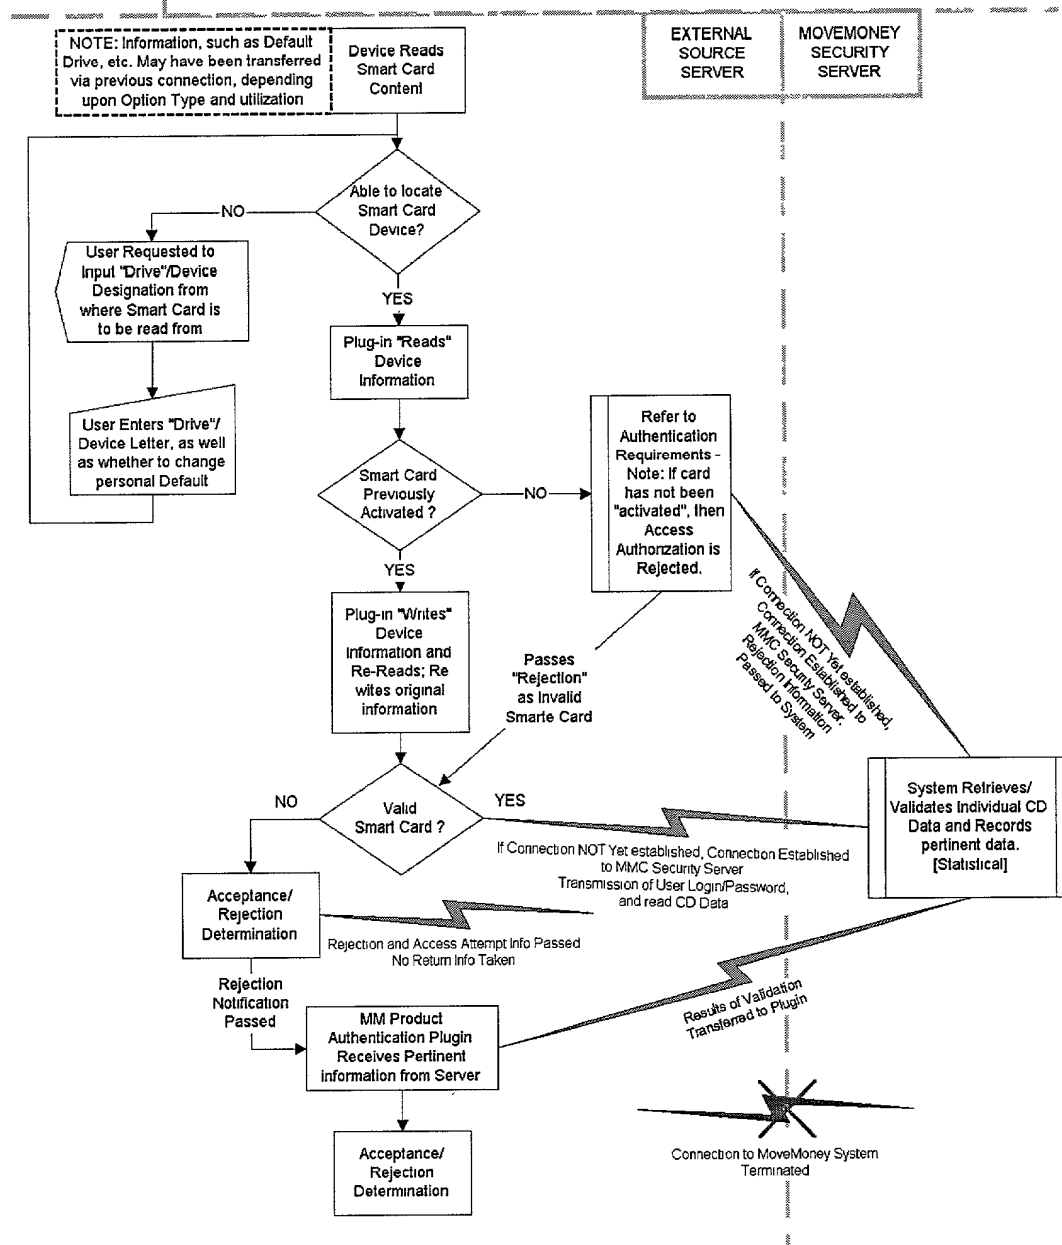 NOTE: Information, such as Default
Drive, etc. May have been transferred
via previous connection, depending
upon Option Type and utilization
Device Reads
Smart Card
Content
EXTERNAL
SOURCE
SERVER
MOVEMONEY
SECURITY
SERVER
Able to locate
Smart Card
Device?
NO
User Requested to
Input "Drive"/Device
Designation from
where Smart Card is
to be read from
YES
Plug-in "Reads"
Device
Information
User Enters "Drive"/
Device Letter, as well
as whether to change
personal Default
Smart Card
Previously
Activated ?
NO
Refer to
Authentication
Requirements -
Note: If card
has not been
"activated", then
Access
Authorization is
Rejected.
YES
Plug-in "Writes"
Device
Information and
Re-Reads; Re
wites original
information
Passes
"Rejection"
as Invalid
Smarte Card
If Connection NOT Yet established,
Connection Established to
MMC Security Server.
Rejection Information
Passed to System
NO
Valid
Smart Card ?
YES
System Retrieves/
Validates Individual CD
Data and Records
pertinent data.
[Statistical]
If Connection NOT Yet established, Connection Established
to MMC Security Server
Transmission of User Login/Password,
and read CD Data
Acceptance/
Rejection
Determination
Rejection and Access Attempt Info Passed
No Return Info Taken
Rejection
Notification
Passed
Results of Validation
Transferred to Plugin
MM Product
Authentication Plugin
Receives Pertinent
information from Server
Acceptance/
Rejection
Determination
Connection to MoveMoney System
Terminated